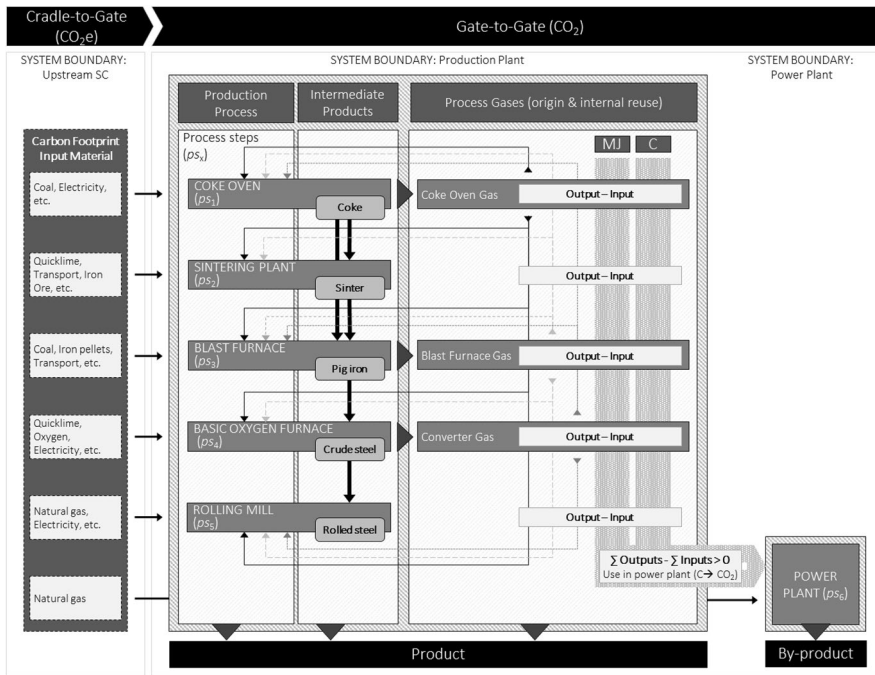 Cradle-to-Gate
(CO₂e)
Gate-to-Gate (CO₂)
SYSTEM BOUNDARY:
Upstream SC
SYSTEM BOUNDARY: Production Plant
SYSTEM BOUNDARY:
Power Plant
Production
Process
Intermediate
Products
Process Gases (origin & internal reuse)
Carbon Footprint
Input Material
Process steps
(psₓ)
MJ
C
Coal, Electricity,
etc.
COKE OVEN
(ps₁)
Coke
Coke Oven Gas
Output – Input
Quicklime,
Transport, Iron
Ore, etc.
SINTERING PLANT
(ps₂)
Sinter
Output – Input
Coal, Iron pellets,
Transport, etc.
BLAST FURNACE
(ps₃)
Pig iron
Blast Furnace Gas
Output – Input
Quicklime,
Oxygen,
Electricity, etc.
BASIC OXYGEN FURNACE
(ps₄)
Crude steel
Converter Gas
Output – Input
Natural gas,
Electricity, etc.
ROLLING MILL
(ps₅)
Rolled steel
Output – Input
∑ Outputs - ∑ Inputs > 0
Use in power plant (C→ CO₂)
POWER
PLANT (ps₆)
Natural gas
Product
By-product